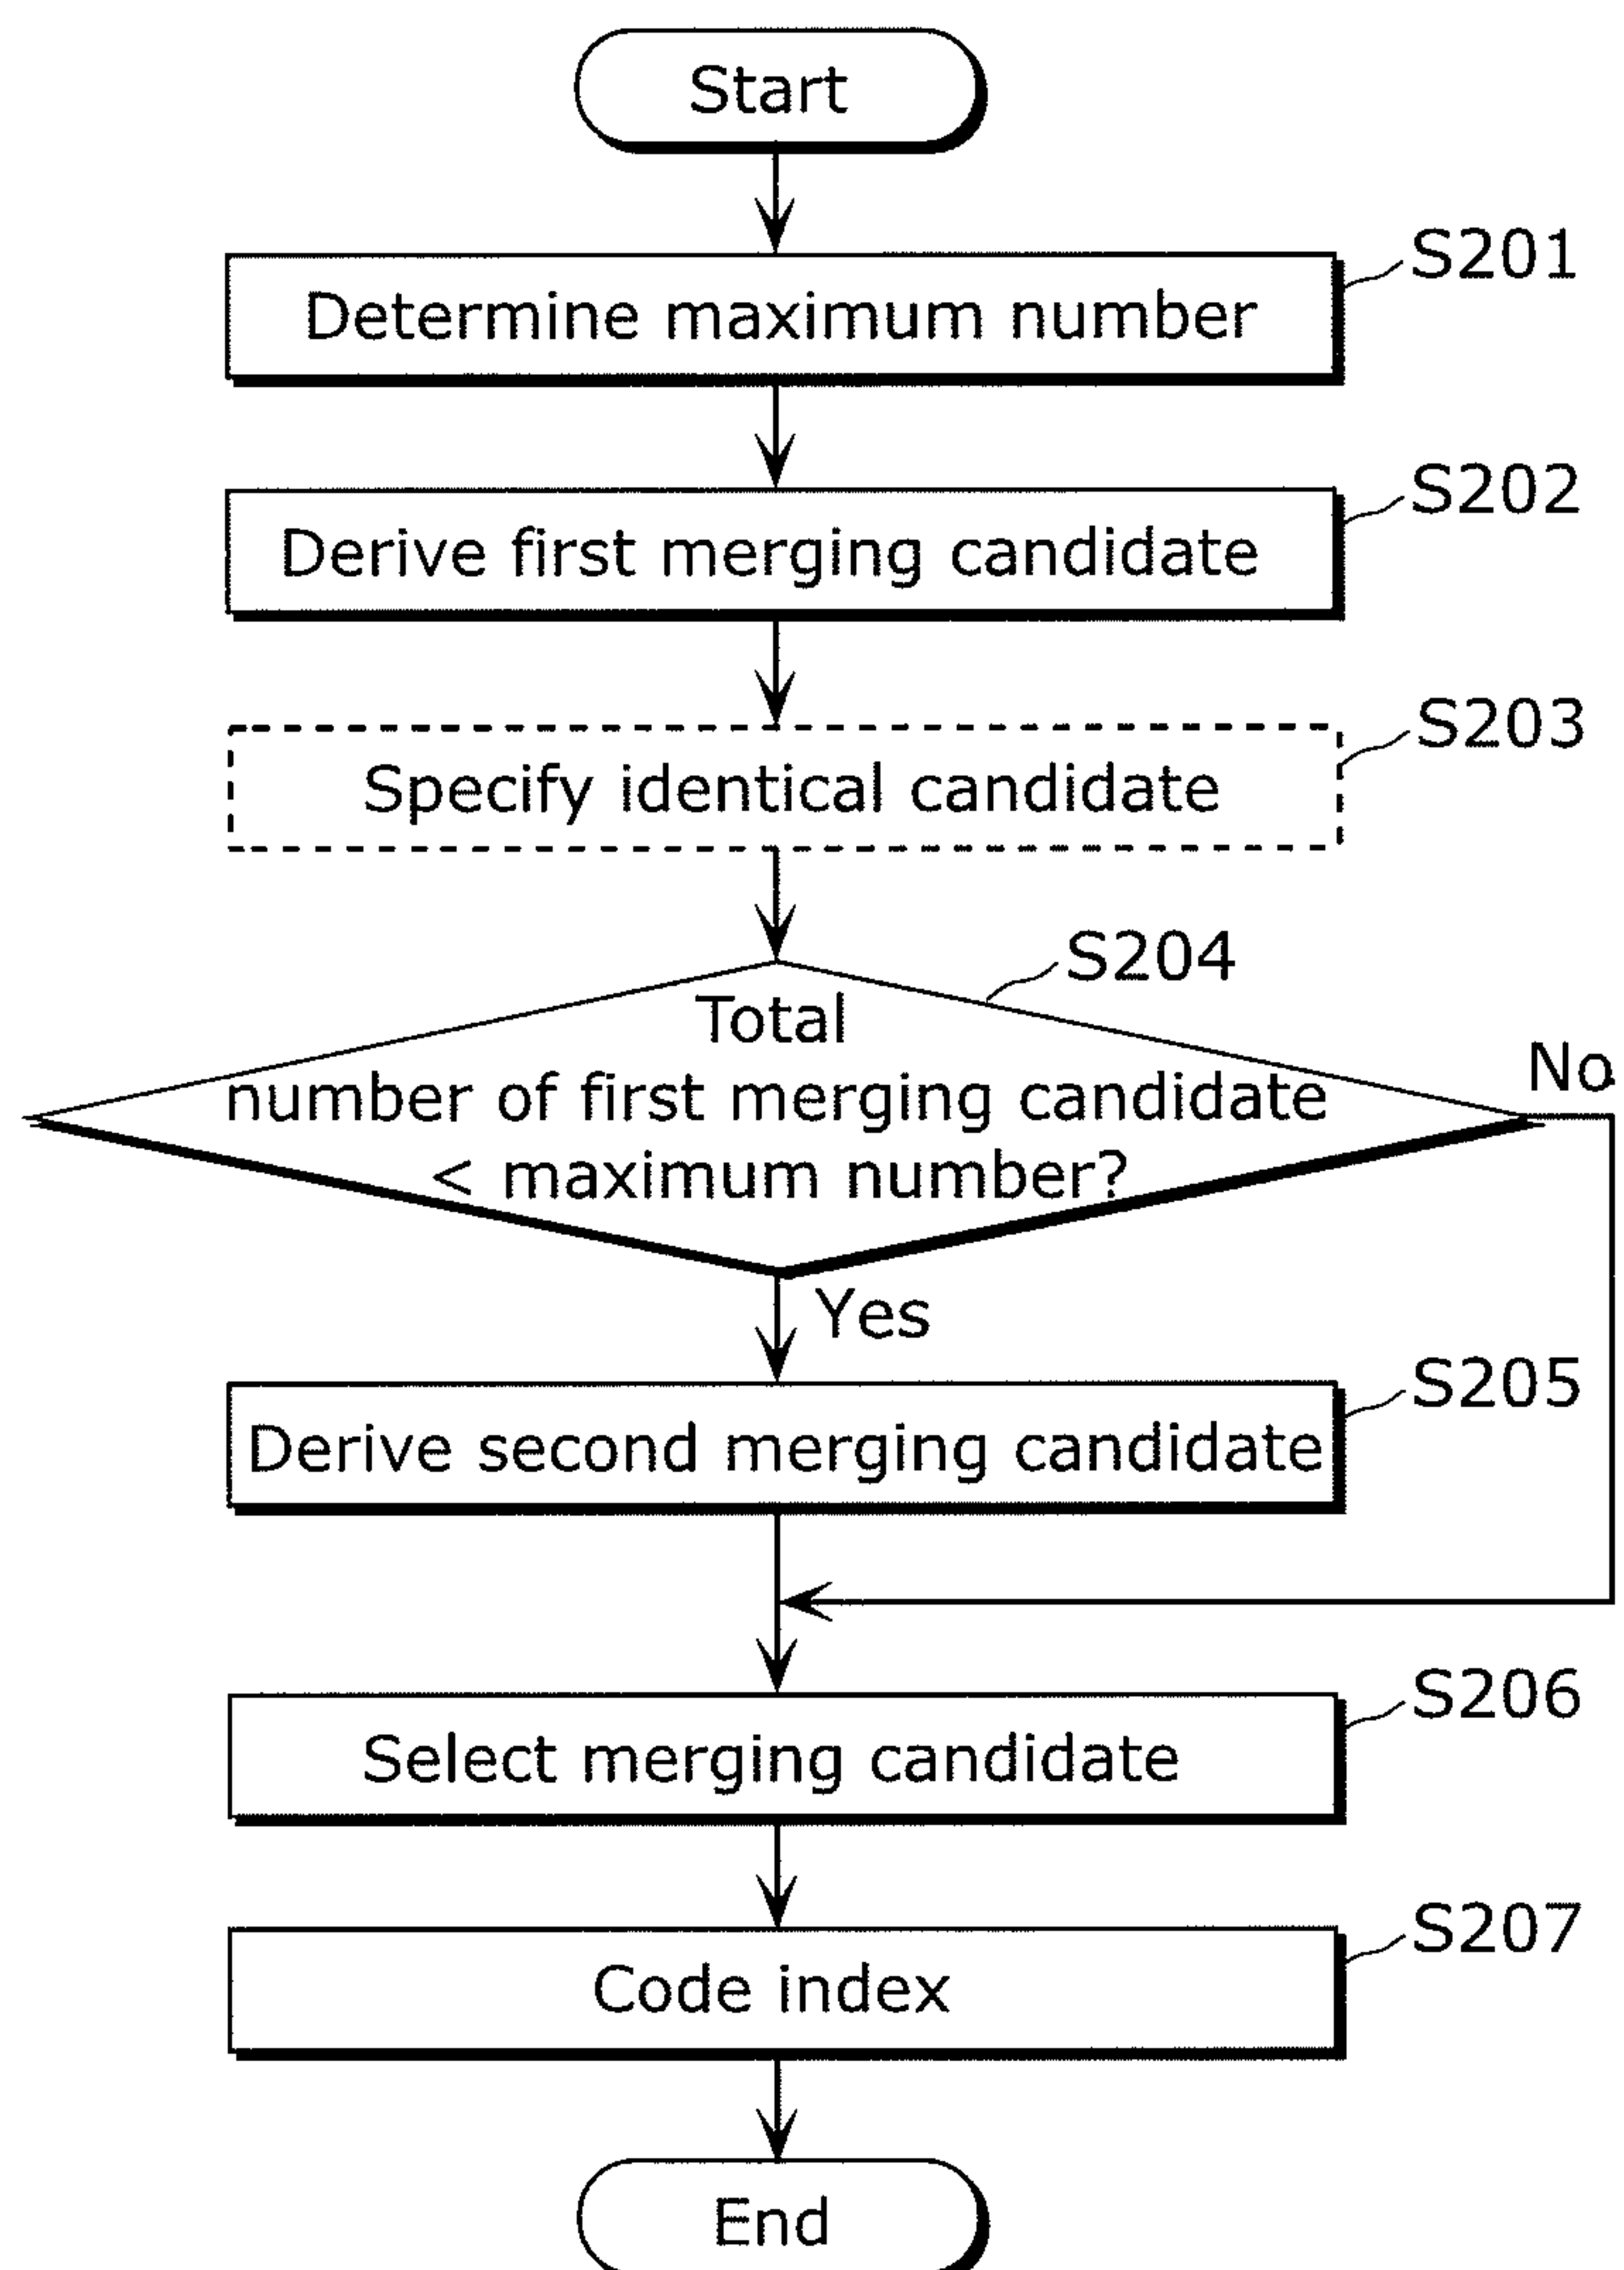 Start
S201
Determine maximum number
S202
Derive first merging candidate
S203
Specify identical candidate
S204
Total
number of first merging candidate
< maximum number?
No
Yes
S205
Derive second merging candidate
S206
Select merging candidate
S207
Code index
End